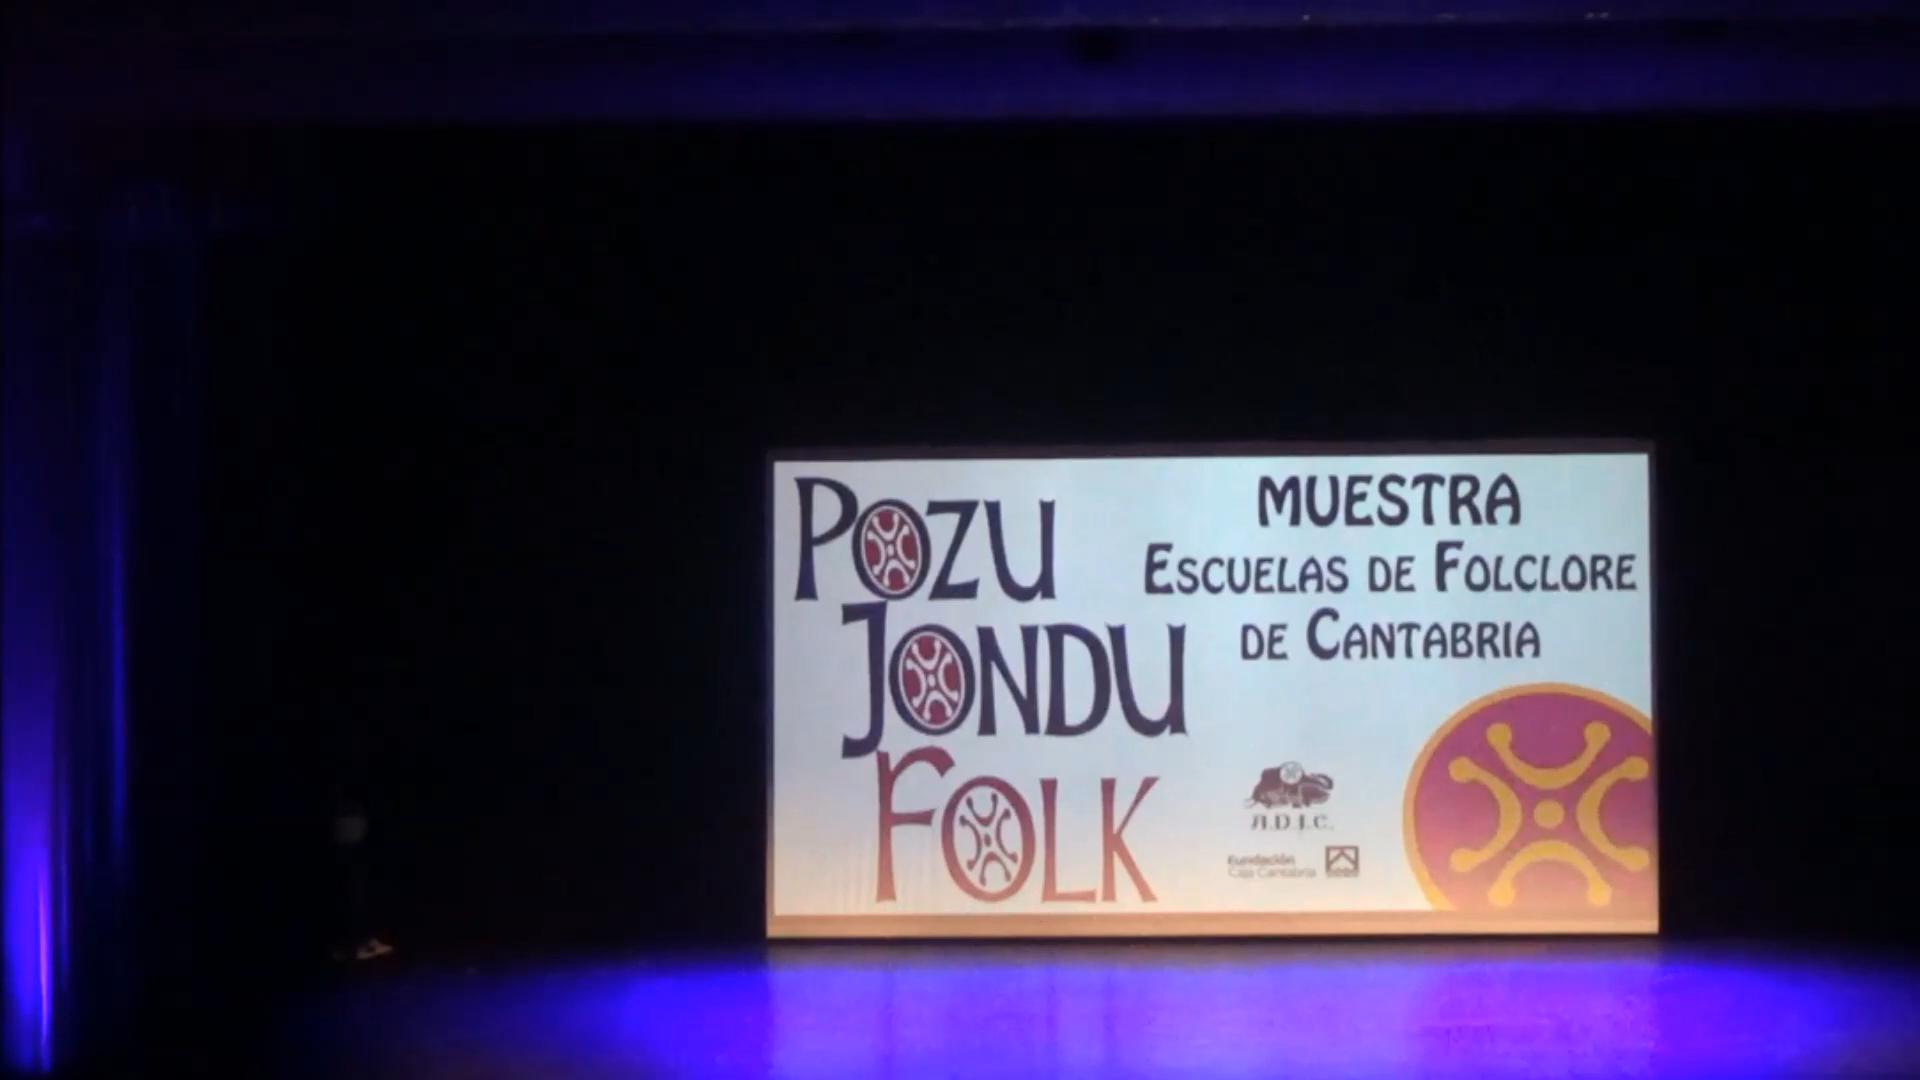 POZU
JONDU
FOLK
MUESTRA
ESCUELAS DE FOLCLORE
DE CANTABRIA
A.D.I.C.
Fundación
Caja Cantabria